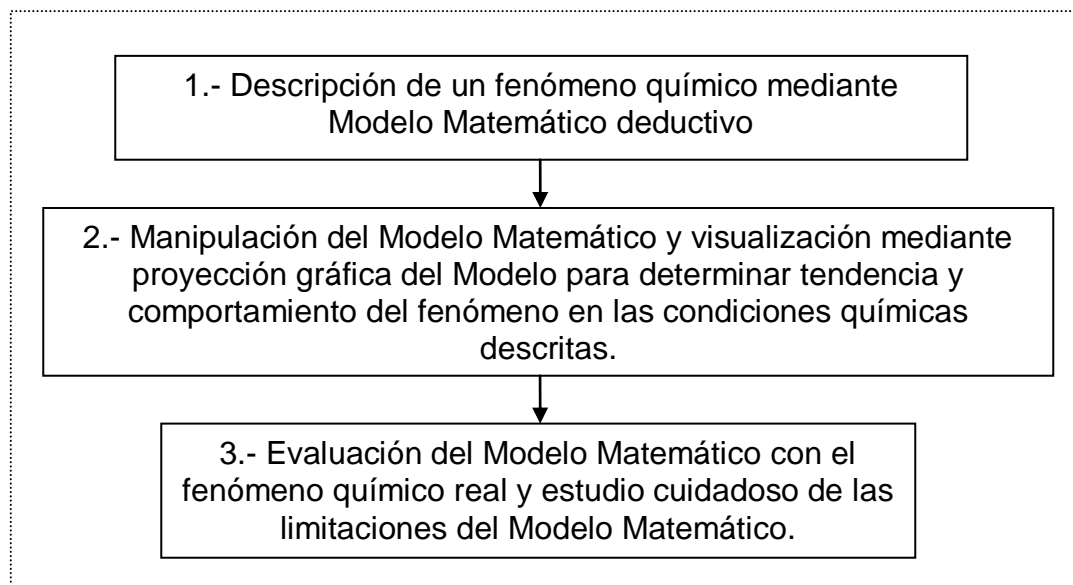 1.- Descripción de un fenómeno químico mediante
Modelo Matemático deductivo
2.- Manipulación del Modelo Matemático y visualización mediante
proyección gráfica del Modelo para determinar tendencia y
comportamiento del fenómeno en las condiciones químicas
descritas.
3.- Evaluación del Modelo Matemático con el
fenómeno químico real y estudio cuidadoso de las
limitaciones del Modelo Matemático.